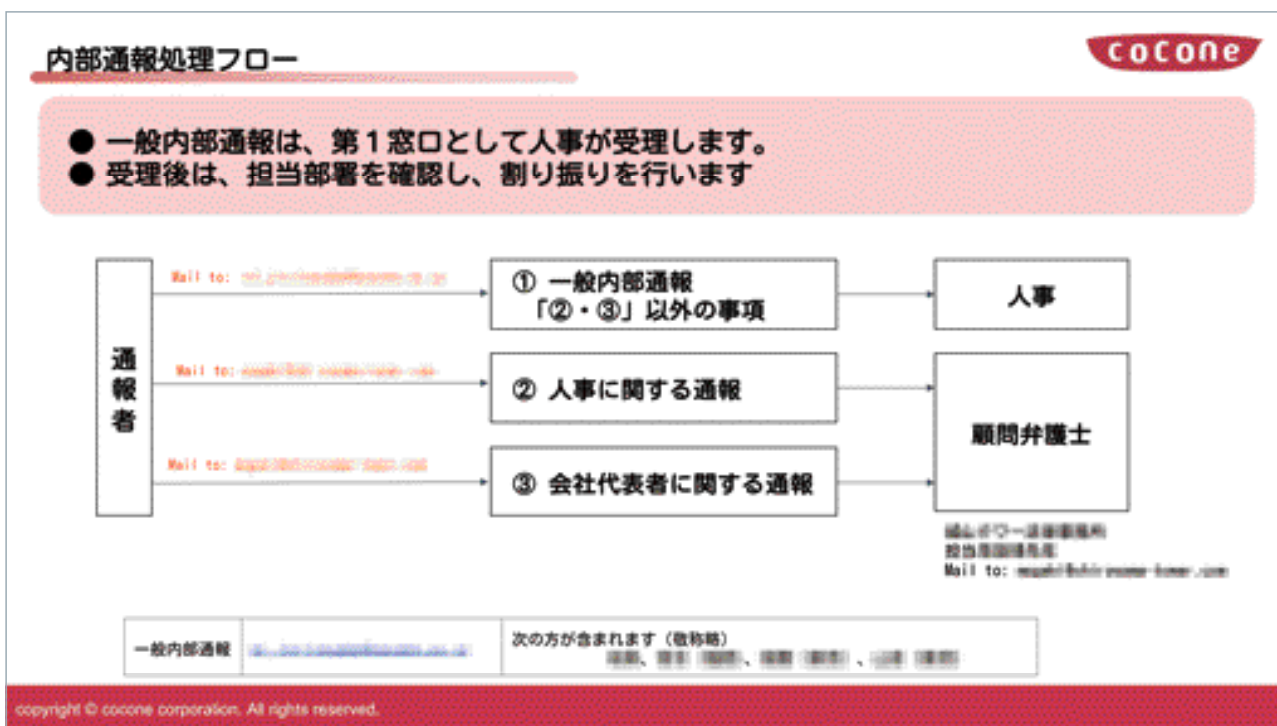 内部通報処理フロー
cocone
● 一般内部通報は、第1窓口として人事が受理します。
● 受理後は、担当部署を確認し、割り振りを行います
通報者
Mail to:
① 一般内部通報
「②・③」以外の事項
人事
Mail to:
② 人事に関する通報
顧問弁護士
Mail to:
③ 会社代表者に関する通報
担当
Mail to:
一般内部通報
次の方が含まれます（敬称略）
copyright © cocone corporation. All rights reserved.